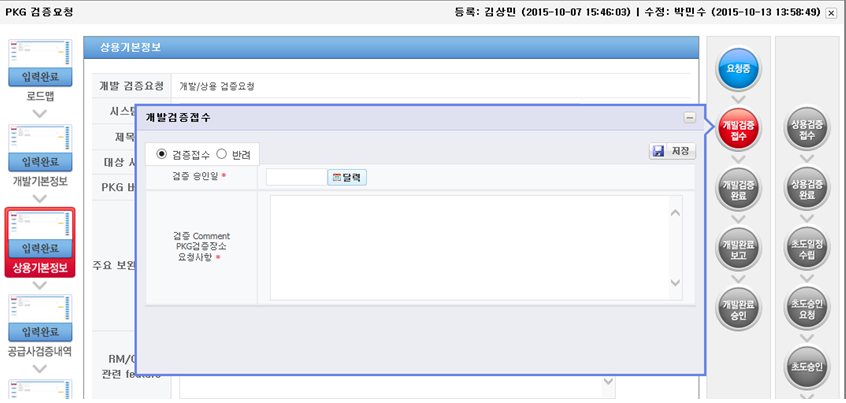 PKG 검증요청
등록: 김상민 (2015-10-07 15:46:03) | 수정: 박민수 (2015-10-13 13:58:49)
입력완료
로드맵
입력완료
개발기본정보
입력완료
상용기본정보
입력완료
공급사검증내역
상용기본정보
개발 검증요청
개발/상용 검증요청
시스템
제목
대상 시
PKG 버
주요 보완
RM/C
관련 feature
개발검증접수
검증접수
반려
저장
검증 승인일 *
달력
검증 Comment
PKG검증장소
요청사항 *
요청중
개발검증
접수
개발검증
완료
개발완료
보고
개발완료
승인
상용검증
접수
상용검증
완료
초도일정
수립
초도승인
요청
초도승인